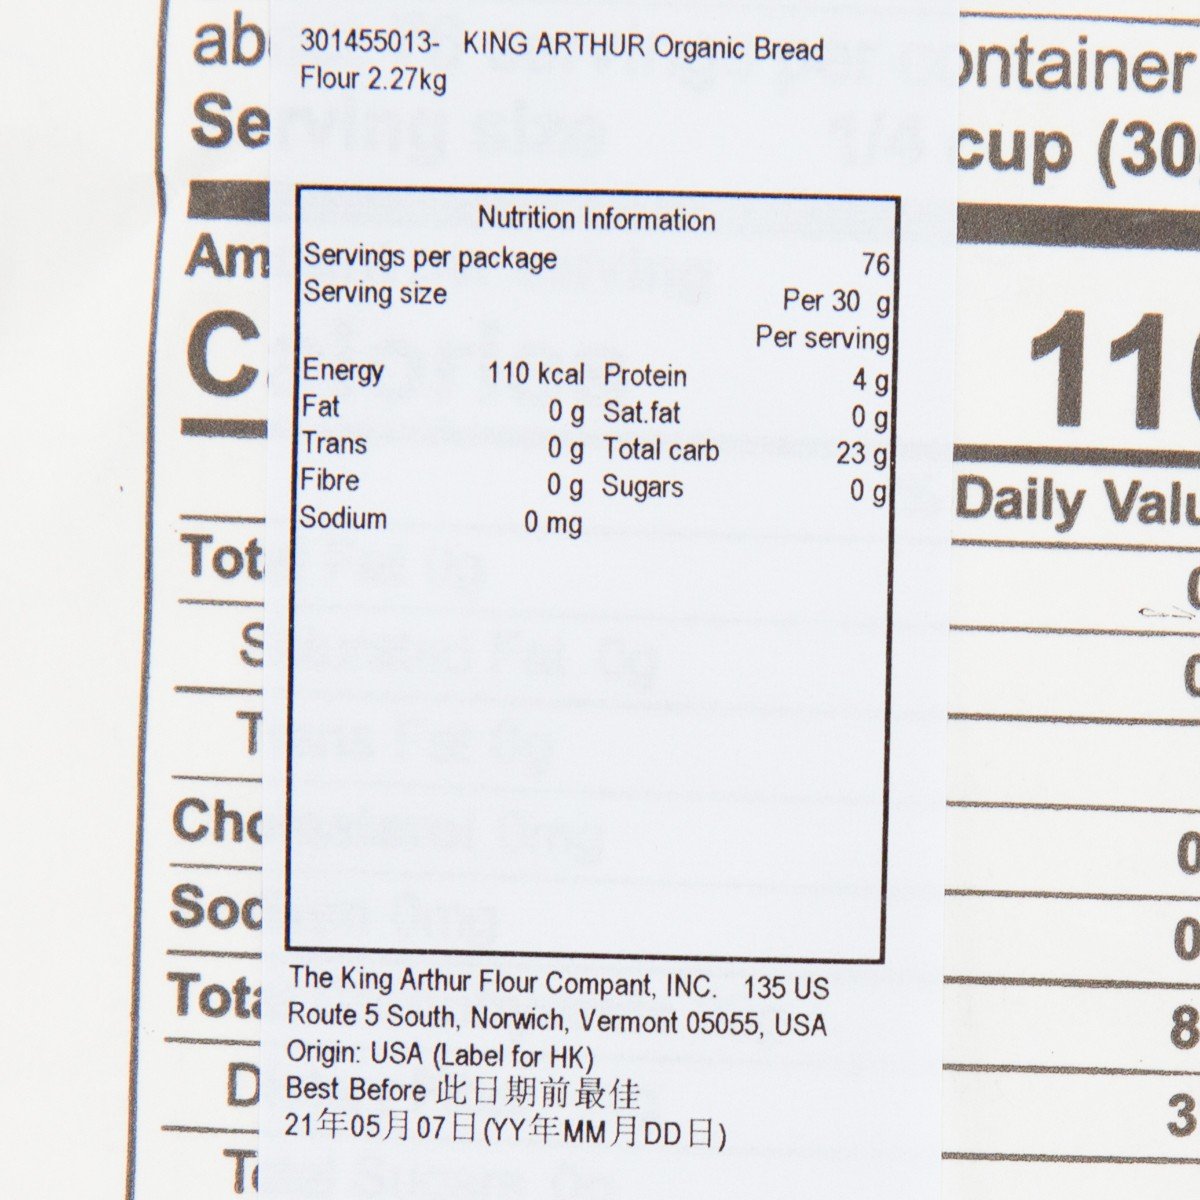 ab
ontainer
301455013- KING ARTHUR Organic Bread
Flour 2.27kg
Se
cup (30
Am
C
110
Daily Valu
Nutrition Information
Servings per package 76
Serving size Per 30 g
Per serving
Energy 110 kcal Protein 4 g
Fat 0 g Sat.fat 0 g
Trans 0 g Total carb 23 g
Fibre 0 g Sugars 0 g
Sodium 0 mg
Tot 0
S 0
T
Cho 0
Sod 0
Tota 8
D 3
To
The King Arthur Flour Compant, INC. 135 US
Route 5 South, Norwich, Vermont 05055, USA
Origin: USA (Label for HK)
Best Before 此日期前最佳
21年05月07日(YY年MM月DD日)